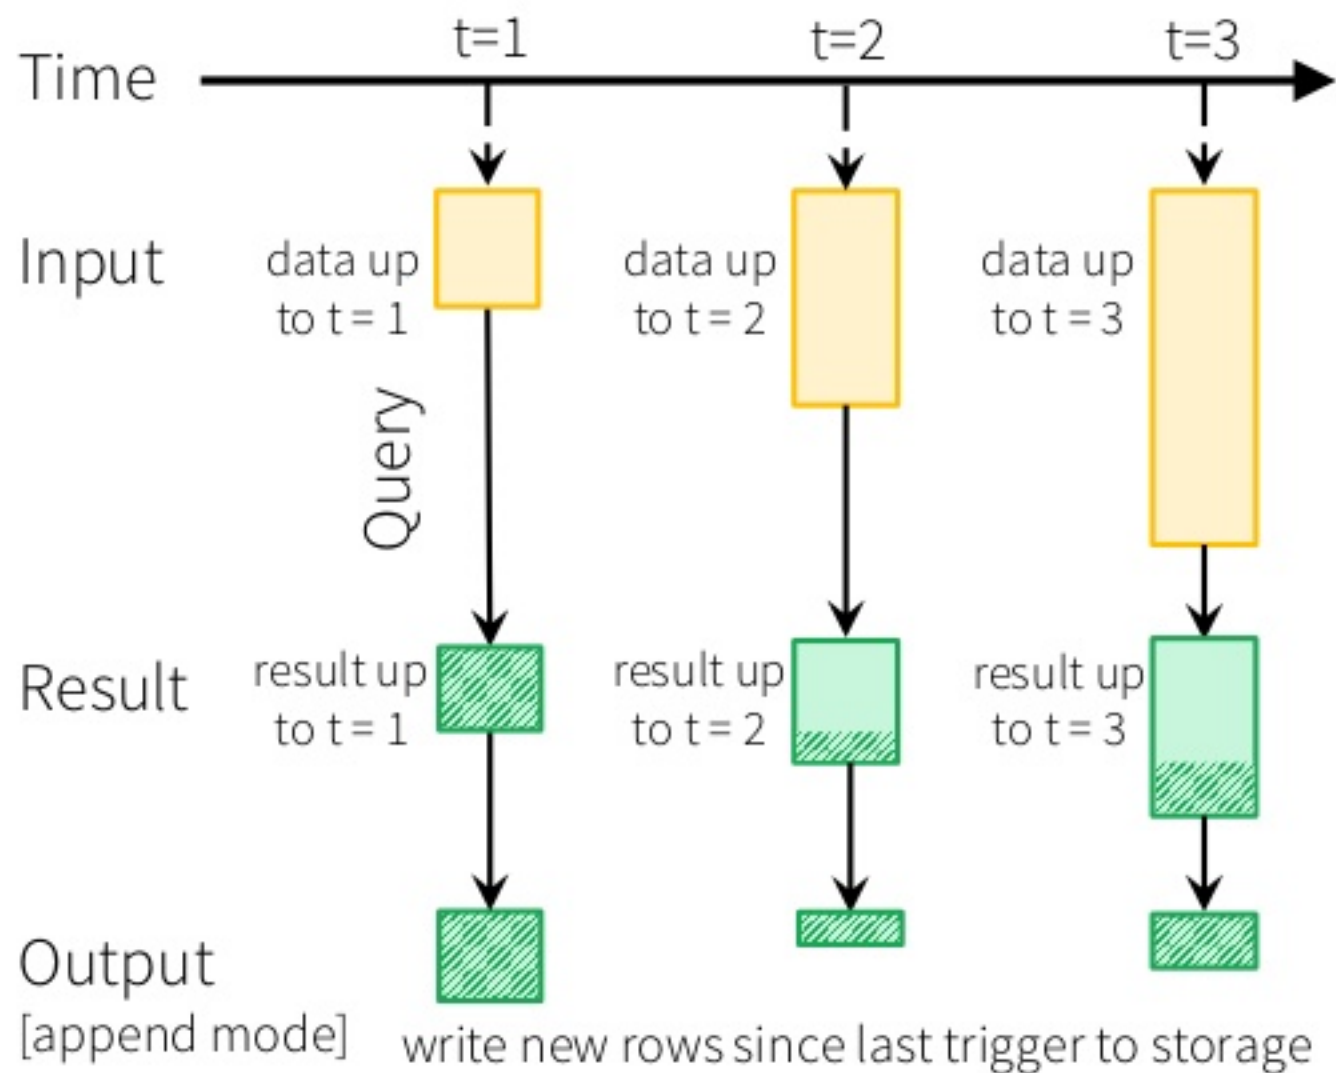 Time
t=1
t=2
t=3
Input
data up
to t = 1
data up
to t = 2
data up
to t = 3
Query
Result
result up
to t = 1
result up
to t = 2
result up
to t = 3
Output
[append mode]
write new rows since last trigger to storage